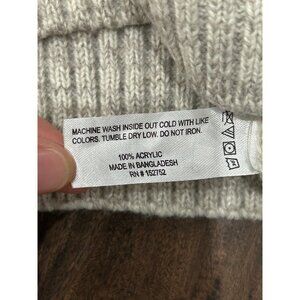 MACHINE WASH INSIDE OUT COLD WITH LIKE
COLORS. TUMBLE DRY LOW. DO NOT IRON.
100% ACRYLIC
MADE IN BANGLADESH
RN # 152752